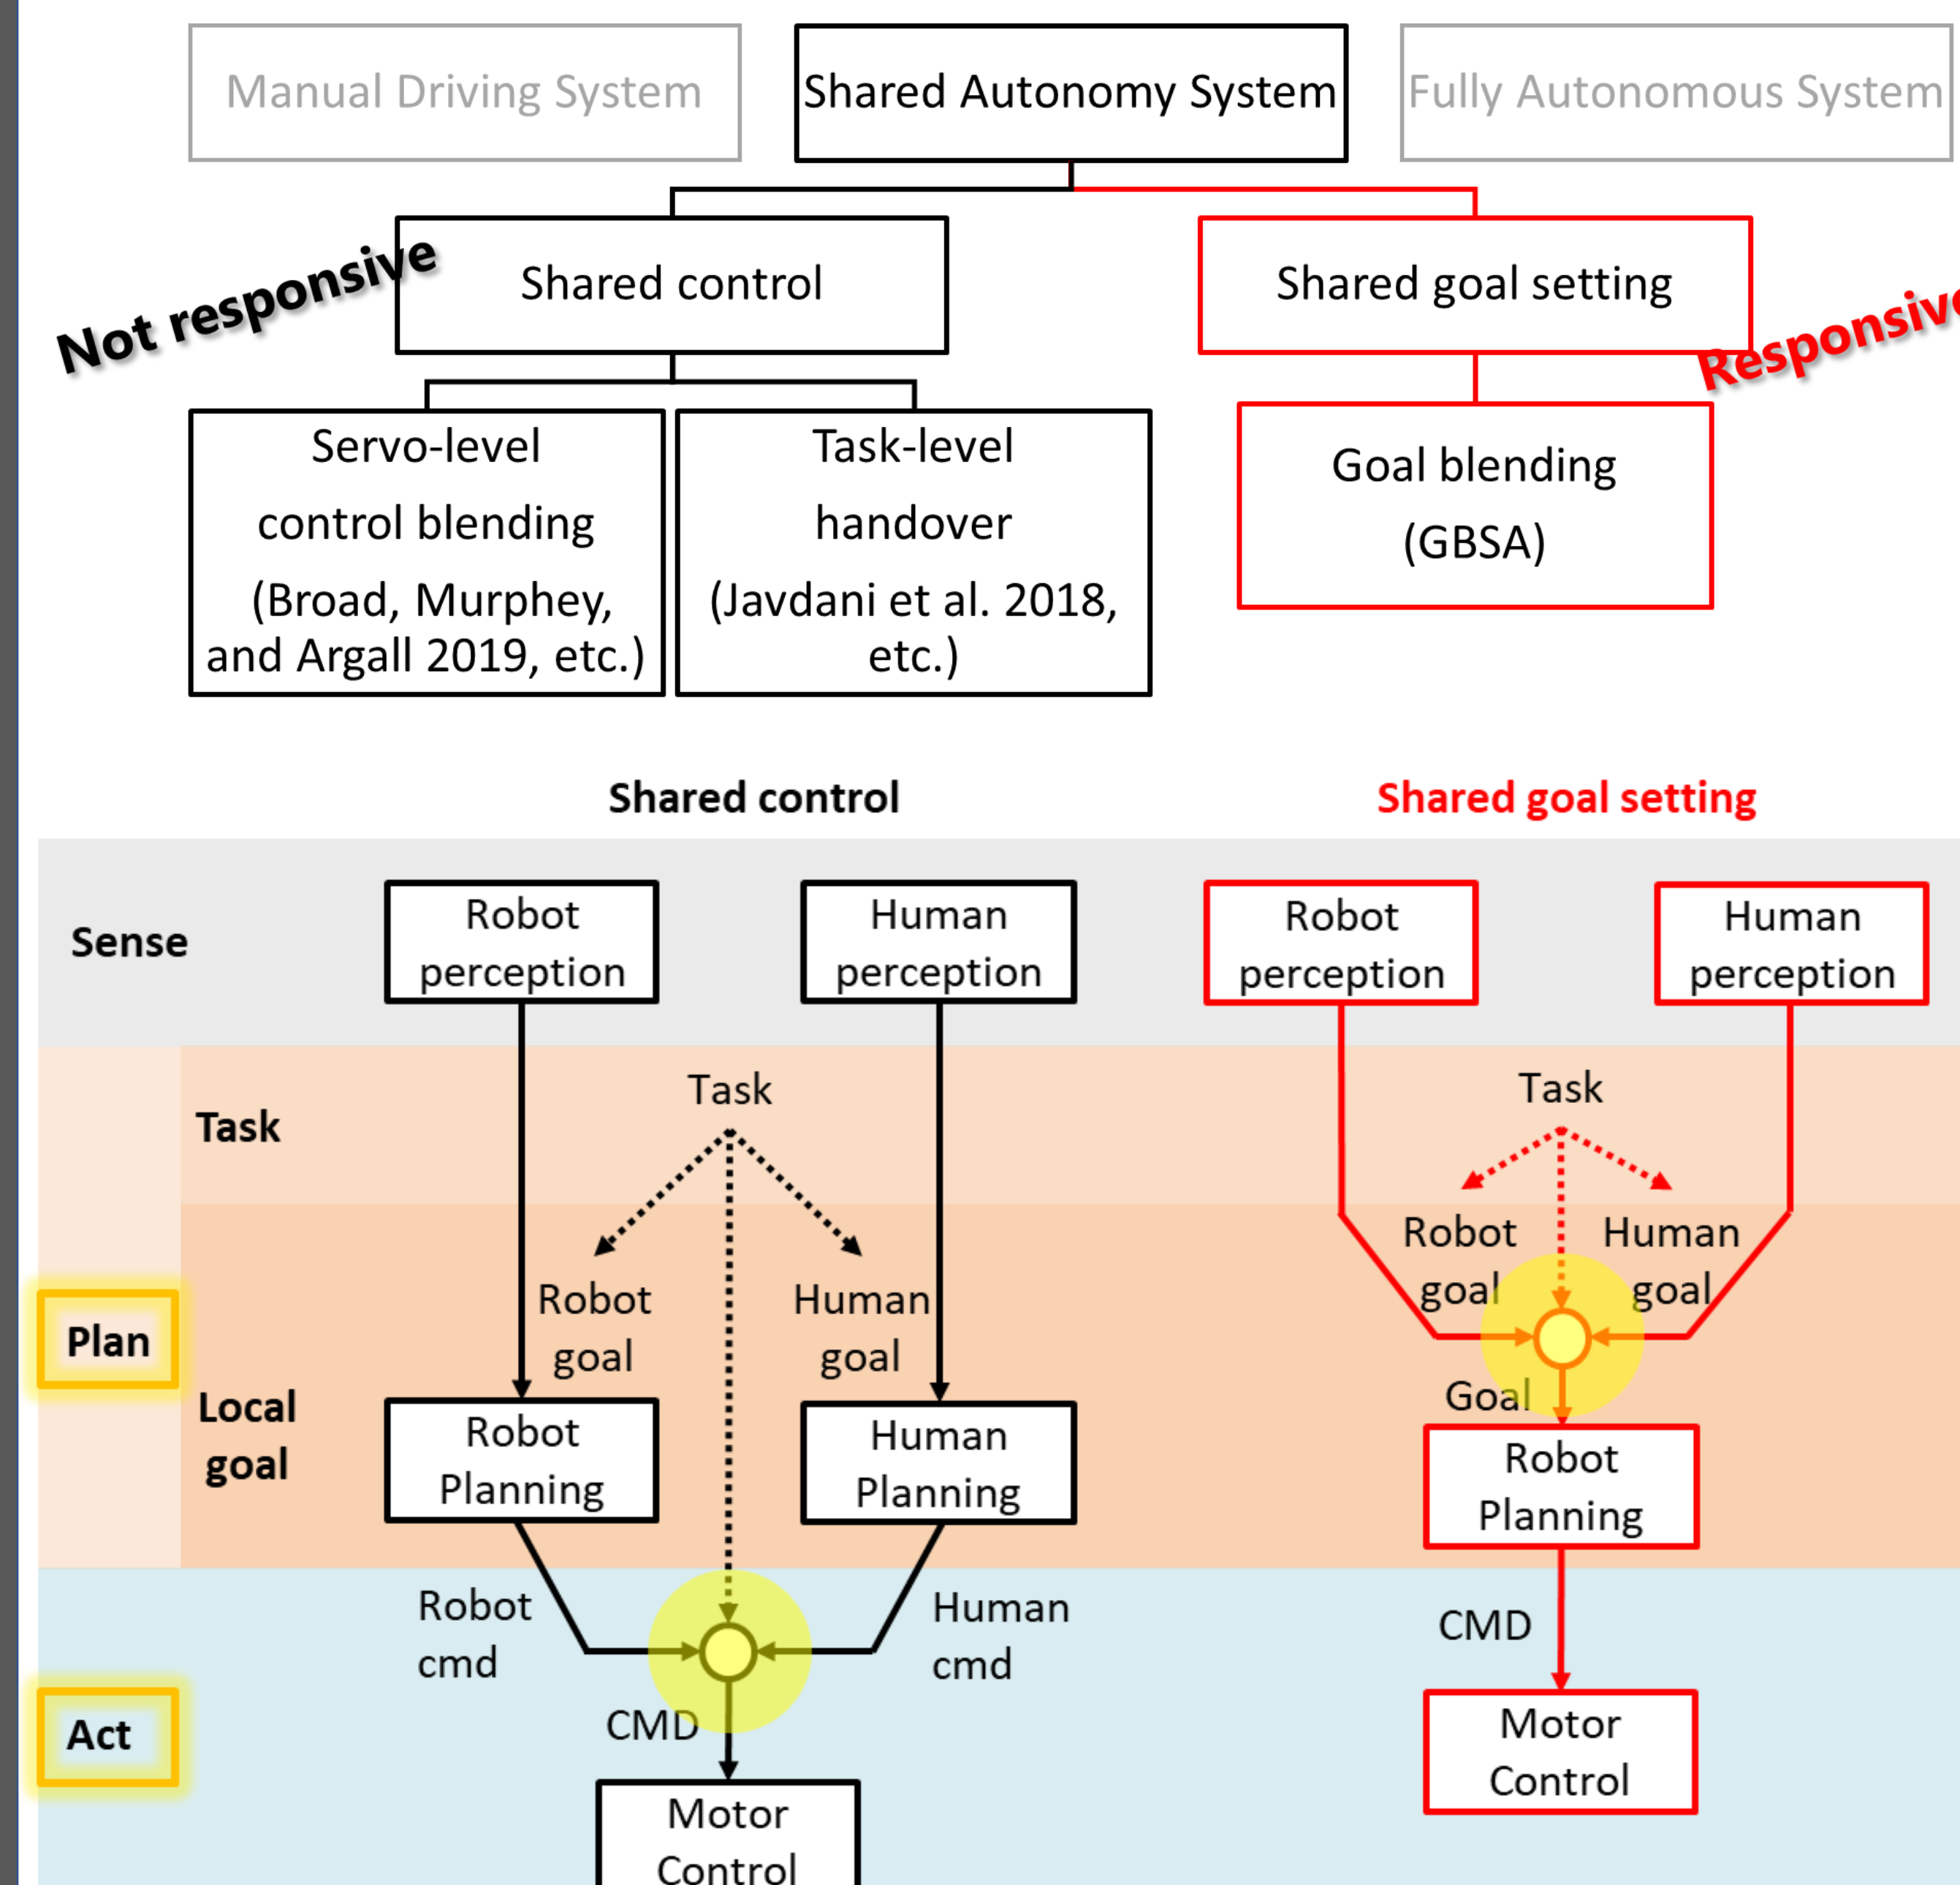 Manual Driving System
Shared Autonomy System
Fully Autonomous System
Not responsive
Shared control
Shared goal setting
Responsive
Servo-level
control blending
(Broad, Murphey,
and Argall 2019, etc.)
Task-level
handover
(Javdani et al. 2018,
etc.)
Goal blending
(GBSA)
Shared control
Shared goal setting
Sense
Robot
perception
Human
perception
Robot
perception
Human
perception
Task
Task
Task
Robot
goal
Human
goal
Robot
goal
Human
goal
Plan
Local
goal
Goal
Robot
Planning
Human
Planning
Robot
Planning
Robot
cmd
Human
cmd
CMD
Act
CMD
Motor
Control
Motor
Control